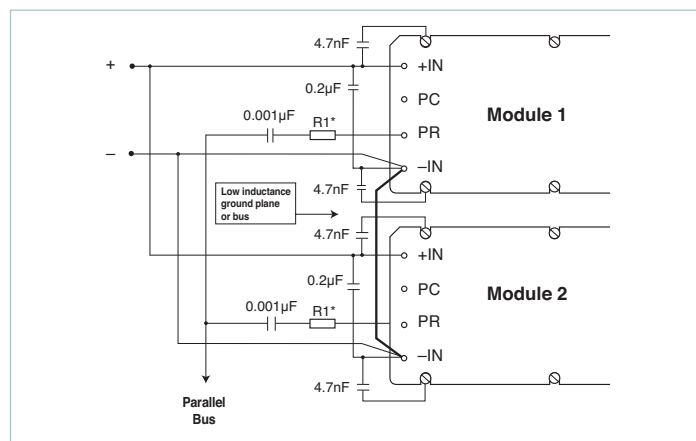 4.7nF
+
+IN
0.2µF
PC
Module 1
0.001µF
R1*
PR
–
–IN
4.7nF
Low inductance
ground plane
or bus
4.7nF
+IN
0.2µF
PC
Module 2
0.001µF
R1*
PR
–IN
4.7nF
Parallel
Bus